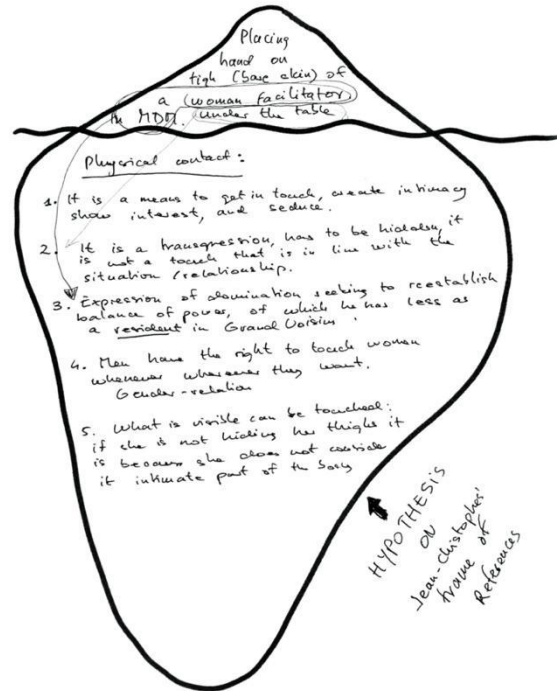 Placing
hand on
tigh (bare skin) of
a (woman facilitator)
in MDM. under the table
Physical contact :
1. It is a means to get in touch, create intimacy
show interest, and seduce.
2. It is a transgression, has to be hidden, it
is not a touch that is in line with the
situation / relationship.
3. Expression of domination seeking to reestablish
balance of power, of which he has less as
a resident in Grand Voisins.
4. Men have the right to touch women
whenever wherever they want.
Gender-relation
5. What is visible can be touched:
if she is not hiding her thighs it
is because she does not consider
it intimate part of the body
HYPOTHESIS
ON
Jean-Christophes'
frame of
References